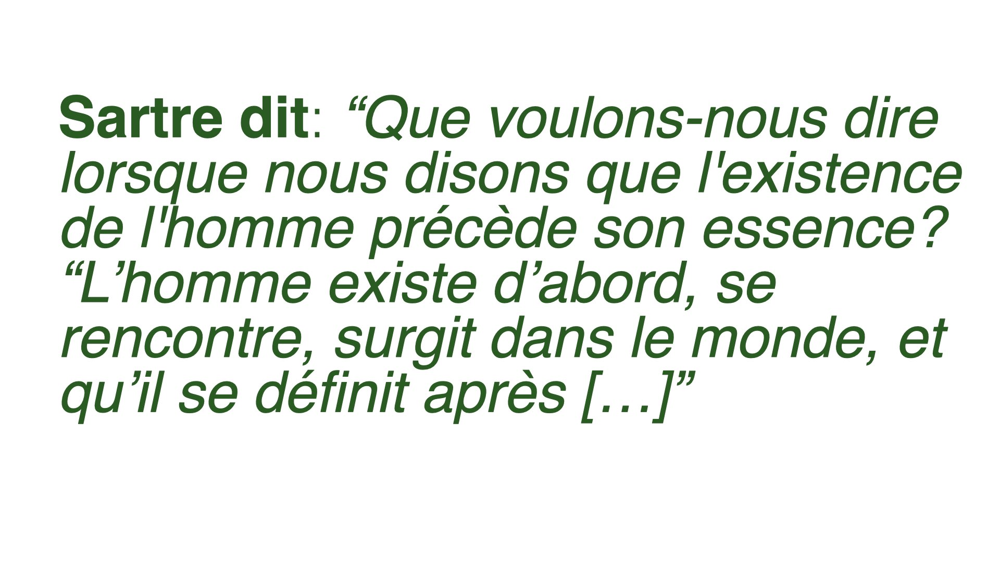 Sartre dit: “Que voulons-nous dire
lorsque nous disons que l'existence
de l'homme précède son essence?
“L’homme existe d’abord, se
rencontre, surgit dans le monde, et
qu’il se définit après […]”